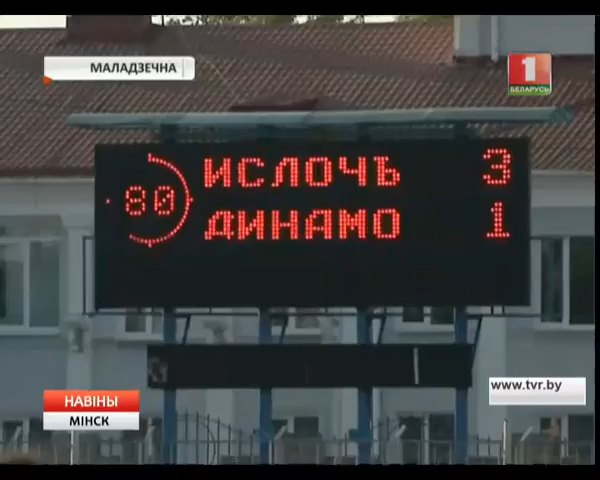 МАЛАДЗЕЧНА
1
БЕЛАРУСЬ
80
ИСЛОЧЪ 3
ДИНАМО 1
НАВІНЫ
МІНСК
www.tvr.by